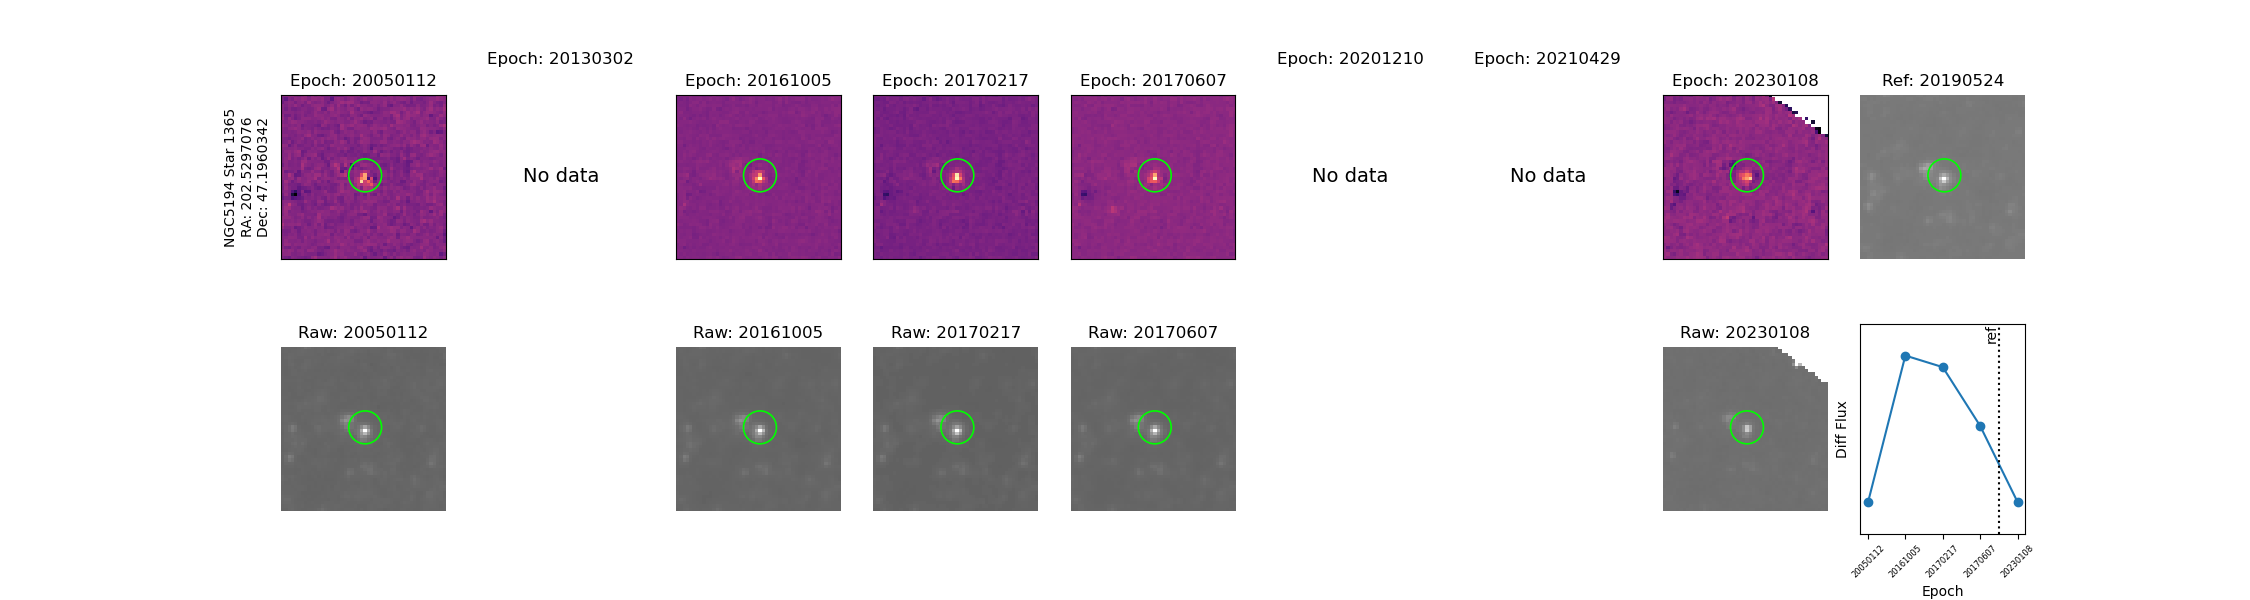 Epoch: 20050112
Epoch: 20130302
Epoch: 20161005
Epoch: 20170217
Epoch: 20170607
Epoch: 20201210
Epoch: 20210429
Epoch: 20230108
Ref: 20190524
NGC5194 Star 1365
RA: 202.5297076
Dec: 47.1960342
No data
No data
No data
Raw: 20050112
Raw: 20161005
Raw: 20170217
Raw: 20170607
Raw: 20230108
ref
Diff Flux
20050112
20161005
20170217
20170607
20230108
Epoch